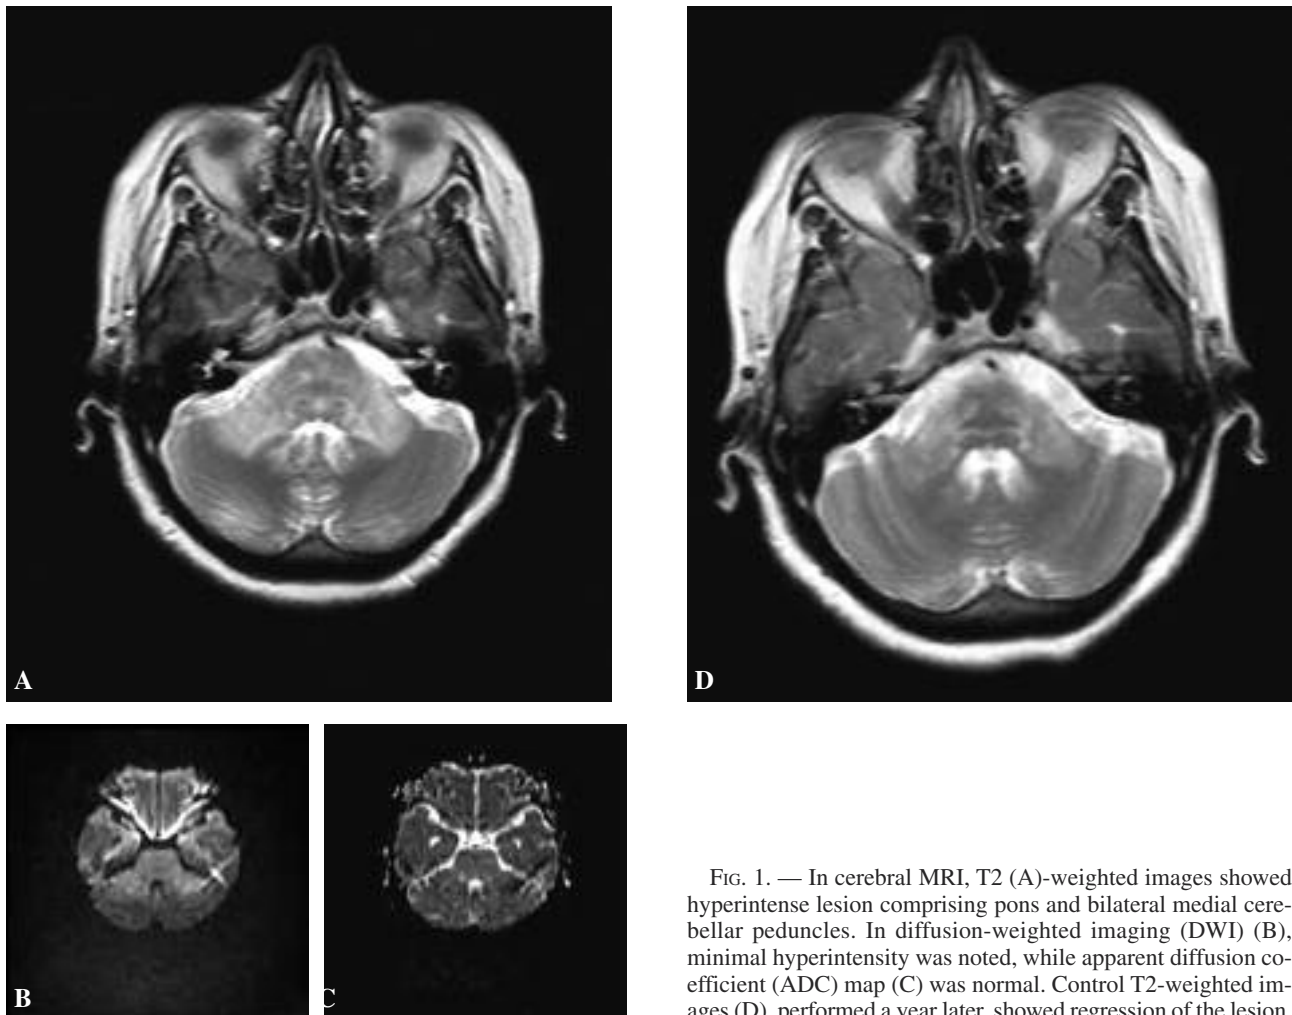 A
D
B
C
FIG. 1. — In cerebral MRI, T2 (A)-weighted images showed
hyperintense lesion comprising pons and bilateral medial cere-
bellar peduncles. In diffusion-weighted imaging (DWI) (B),
minimal hyperintensity was noted, while apparent diffusion co-
efficient (ADC) map (C) was normal. Control T2-weighted im-
ages (D), performed a year later, showed regression of the lesion.